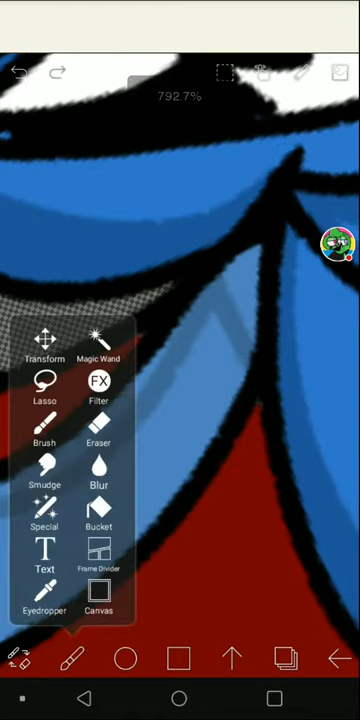 792.7%
Transform
Magic Wand
Lasso
FX
Filter
Brush
Eraser
Smudge
Blur
Special
Bucket
T
Text
Frame Divider
Eyedropper
Canvas